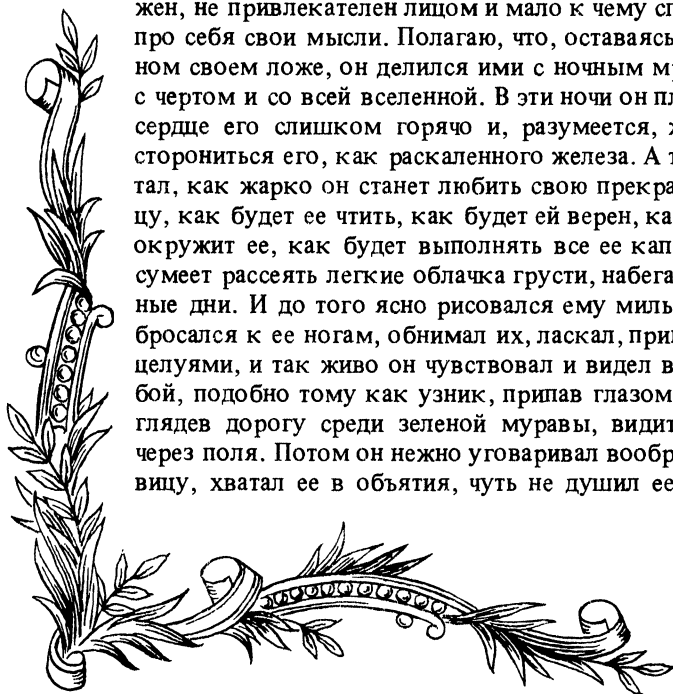 жен, не привлекателен лицом и мало к чему сп
про себя свои мысли. Полагаю, что, оставаясь
ном своем ложе, он делился ими с ночным м
с чертом и со всей вселенной. В эти ночи он пл
сердце его слишком горячо и, разумеется, ж
сторониться его, как раскаленного железа. А т
тал, как жарко он станет любить свою прекра
цу, как будет ее чтить, как будет ей верен, ка
окружит ее, как будет выполнять все ее кап
сумеет рассеять легкие облачка грусти, набега
ные дни. И до того ясно рисовался ему милы
бросался к ее ногам, обнимал их, ласкал, при
целуями, и так живо он чувствовал и видел в
бой, подобно тому как узник, припав глазом
глядев дорогу среди зеленой муравы, видит
через поля. Потом он нежно уговаривал вообр
вицу, хватал ее в объятия, чуть не душил ее